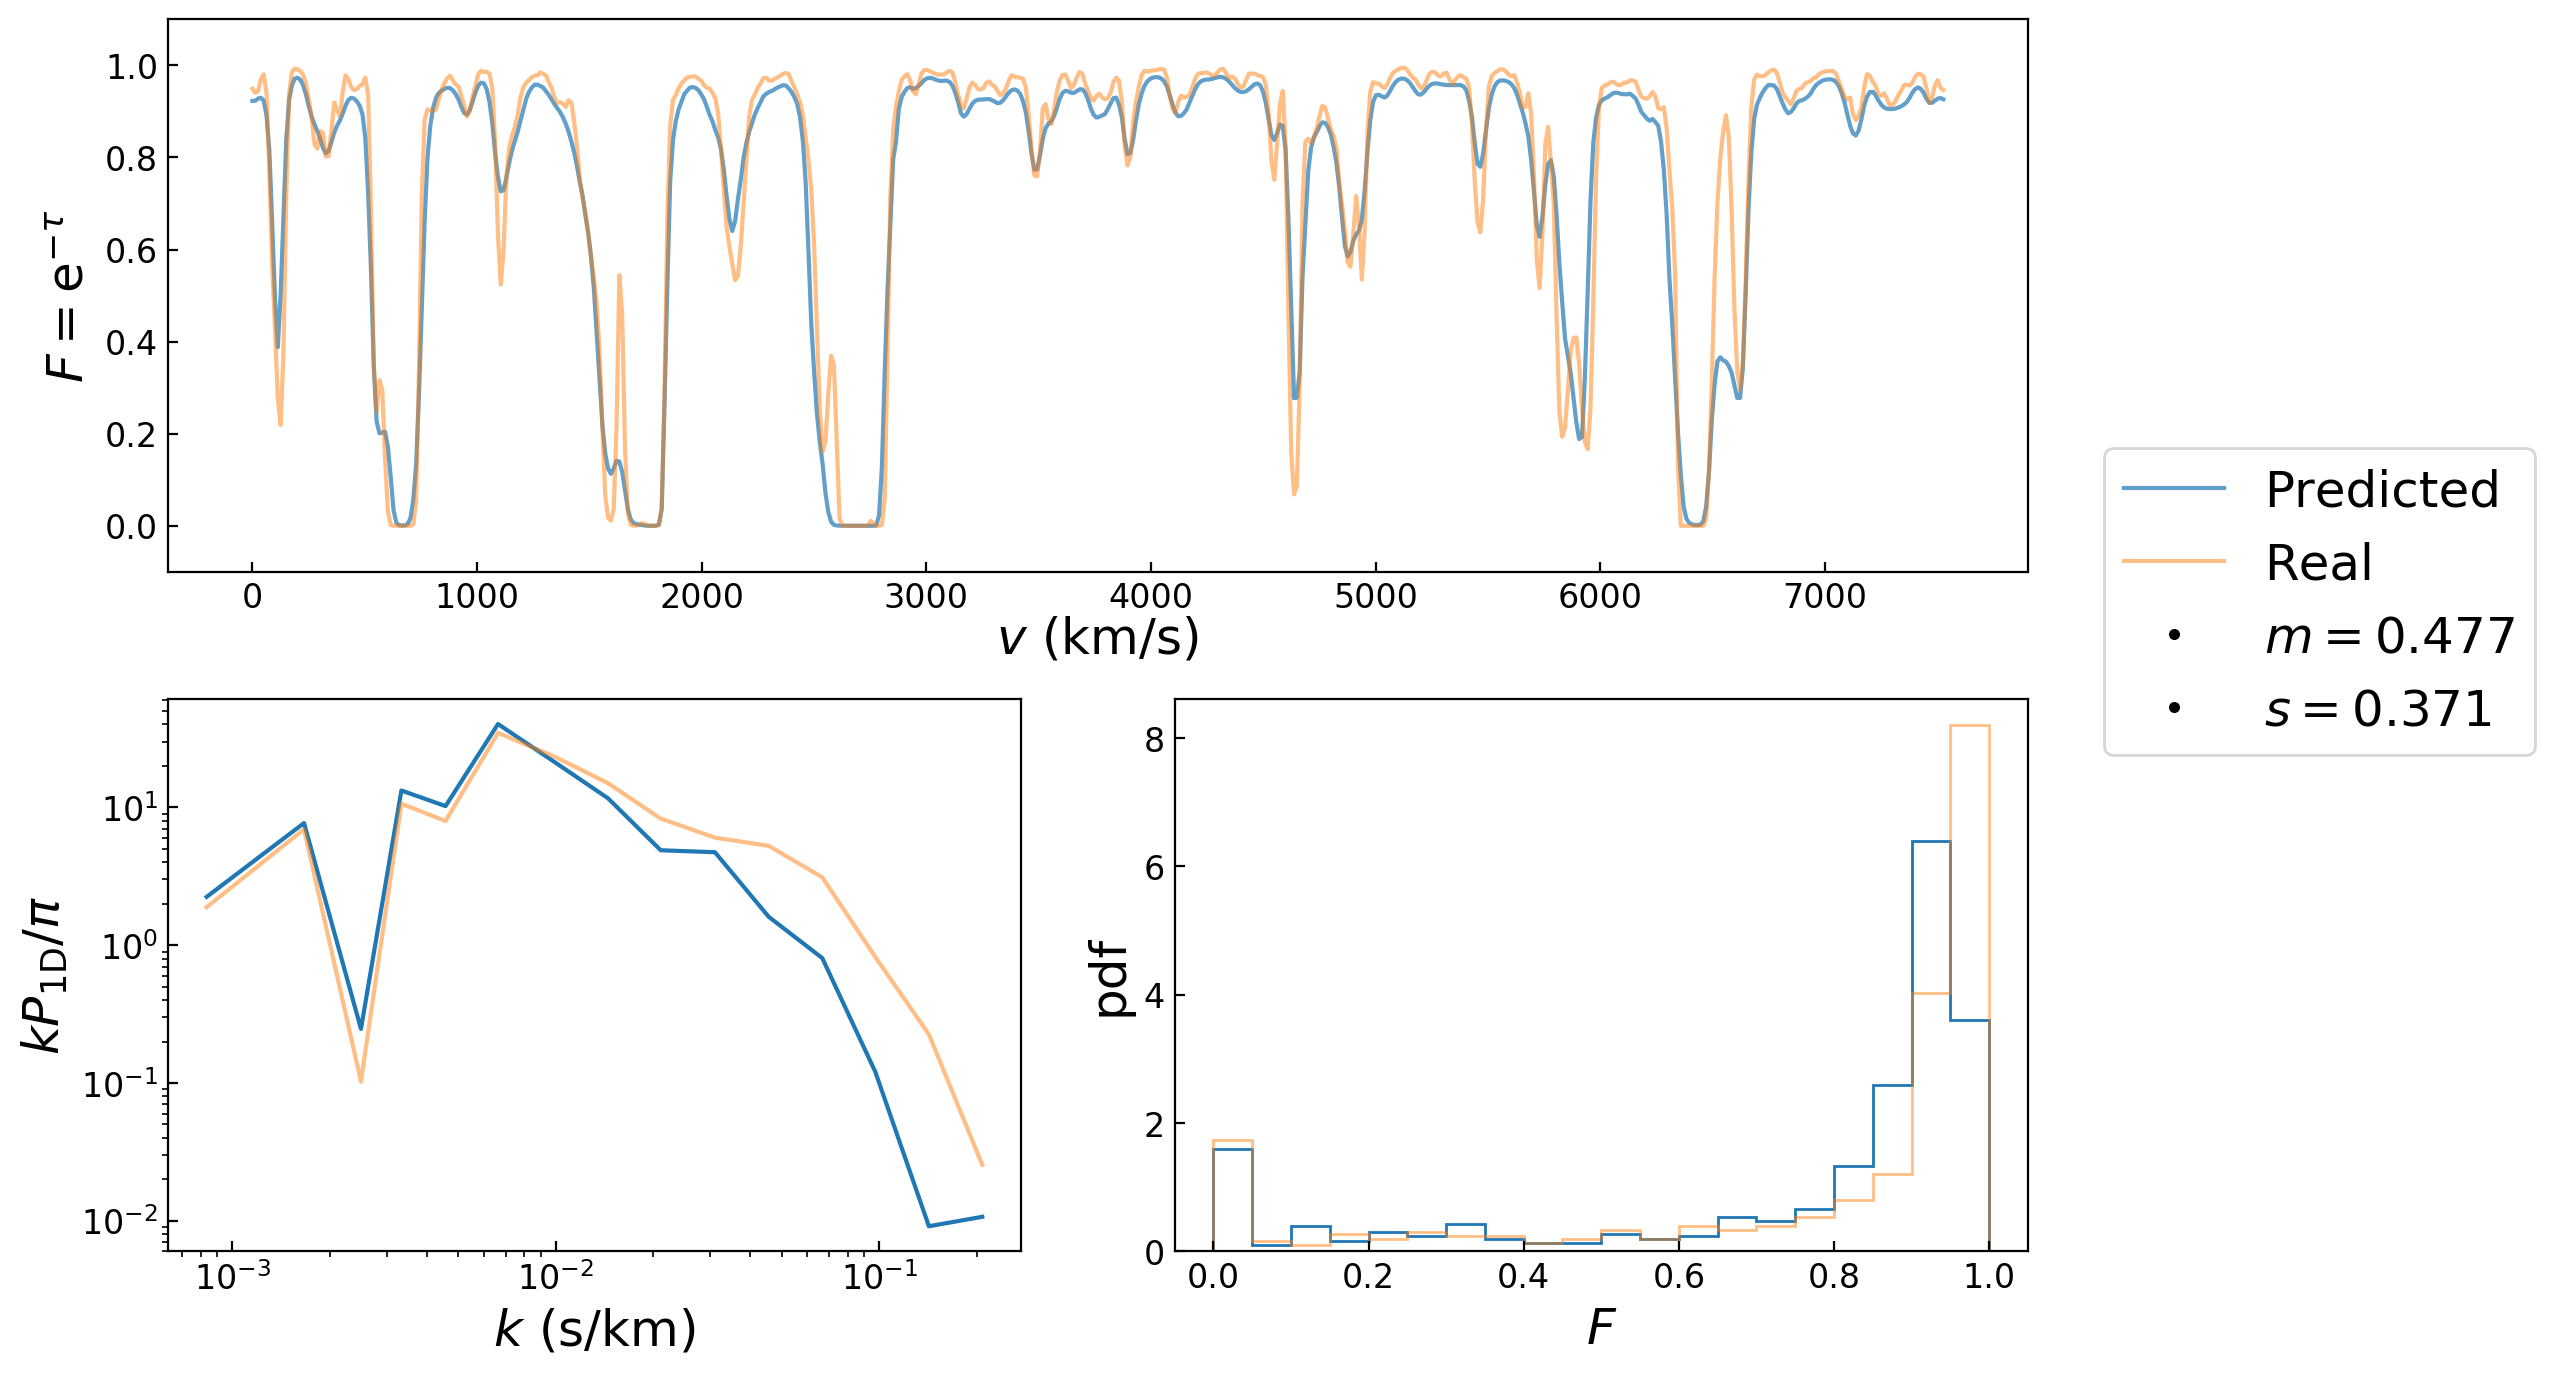 F = e^{-τ}
1.0
0.8
0.6
0.4
0.2
0.0
0 1000 2000 3000 4000 5000 6000 7000
v (km/s)
Predicted
Real
m = 0.477
s = 0.371
kP_{1D}/π
10^1
10^0
10^{-1}
10^{-2}
10^{-3} 10^{-2} 10^{-1}
k (s/km)
pdf
8
6
4
2
0
0.0 0.2 0.4 0.6 0.8 1.0
F